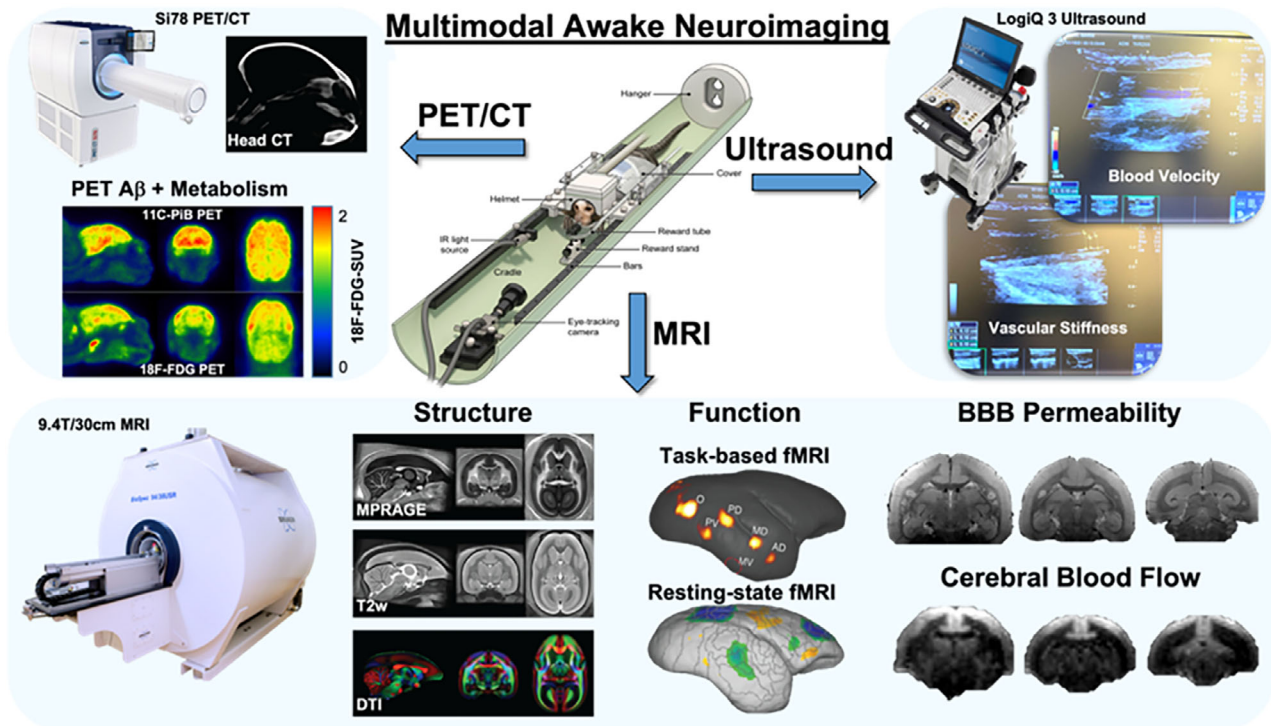 Multimodal Awake Neuroimaging
Si78 PET/CT
Head CT
PET/CT
PET Aβ + Metabolism
11C-PiB PET
18F-FDG PET
2
18F-FDG-SUV
0
Hanger
Cover
Helmet
IR light
source
Reward tube
Reward stand
Bars
Cradle
Eye-tracking
camera
Ultrasound
LogiQ 3 Ultrasound
Blood Velocity
Vascular Stiffness
MRI
9.4T/30cm MRI
Structure
MPRAGE
T2w
DTI
Function
Task-based fMRI
O
PD
PV
MD
AD
MV
Resting-state fMRI
BBB Permeability
Cerebral Blood Flow